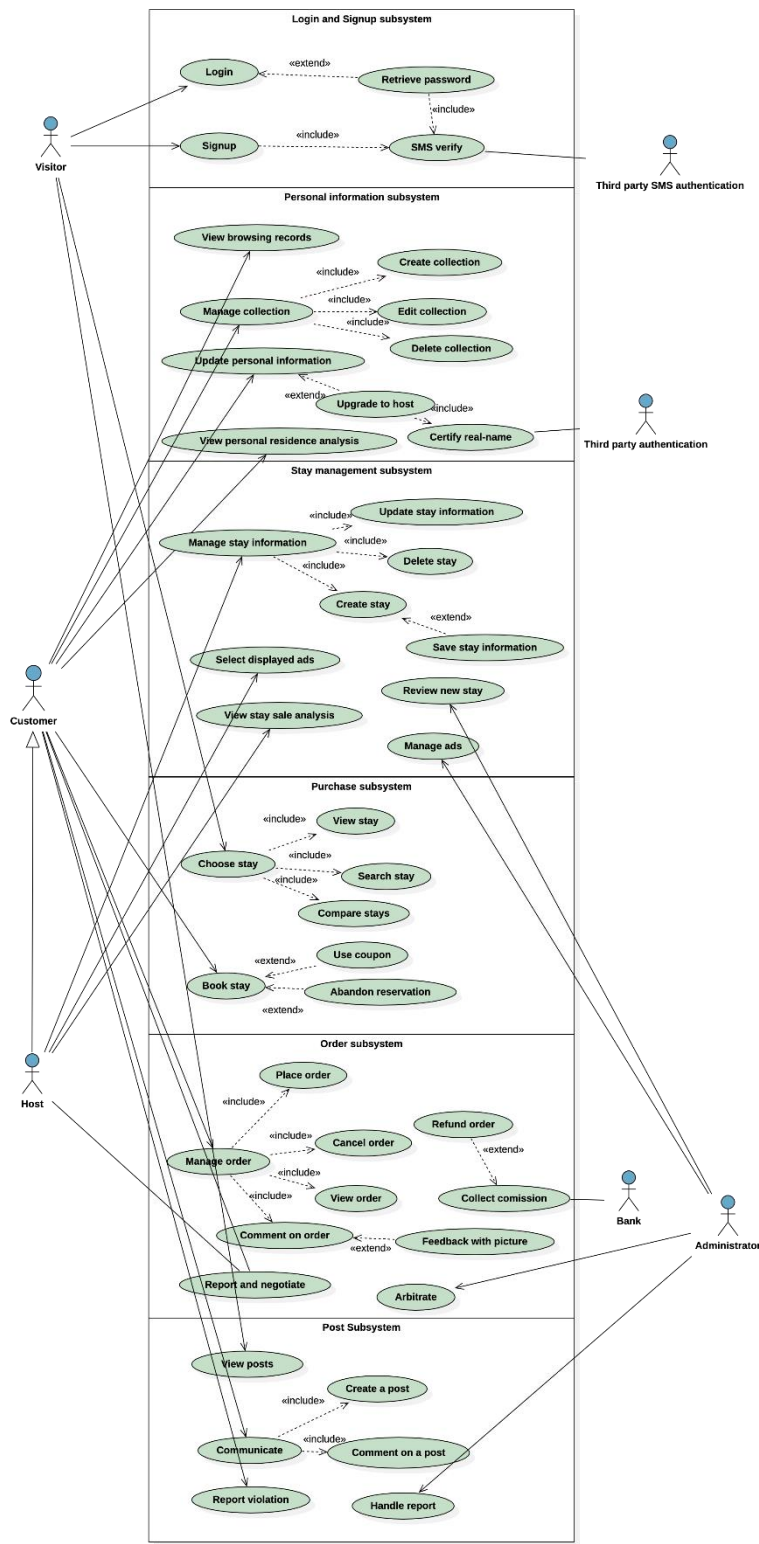 Login and Signup subsystem
Login
«extend»
Retrieve password
«include»
Visitor
Signup
«include»
SMS verify
Third party SMS authentication
Personal information subsystem
View browsing records
«include»
Create collection
Manage collection
«include»
Edit collection
«include»
Delete collection
Update personal information
«extend»
Upgrade to host
«include»
Certify real-name
Third party authentication
View personal residence analysis
Stay management subsystem
«include»
Update stay information
Manage stay information
«include»
Delete stay
«include»
Create stay
«extend»
Save stay information
Select displayed ads
Review new stay
Customer
View stay sale analysis
Manage ads
Purchase subsystem
«include»
View stay
Choose stay
«include»
Search stay
«include»
Compare stays
«extend»
Use coupon
Book stay
Abandon reservation
«extend»
Order subsystem
Place order
Host
«include»
Refund order
«include»
Cancel order
«extend»
Manage order
«include»
View order
Collect comission
Bank
«include»
Comment on order
«extend»
Feedback with picture
Administrator
Report and negotiate
Arbitrate
Post Subsystem
View posts
Create a post
«include»
Communicate
«include»
Comment on a post
Report violation
Handle report